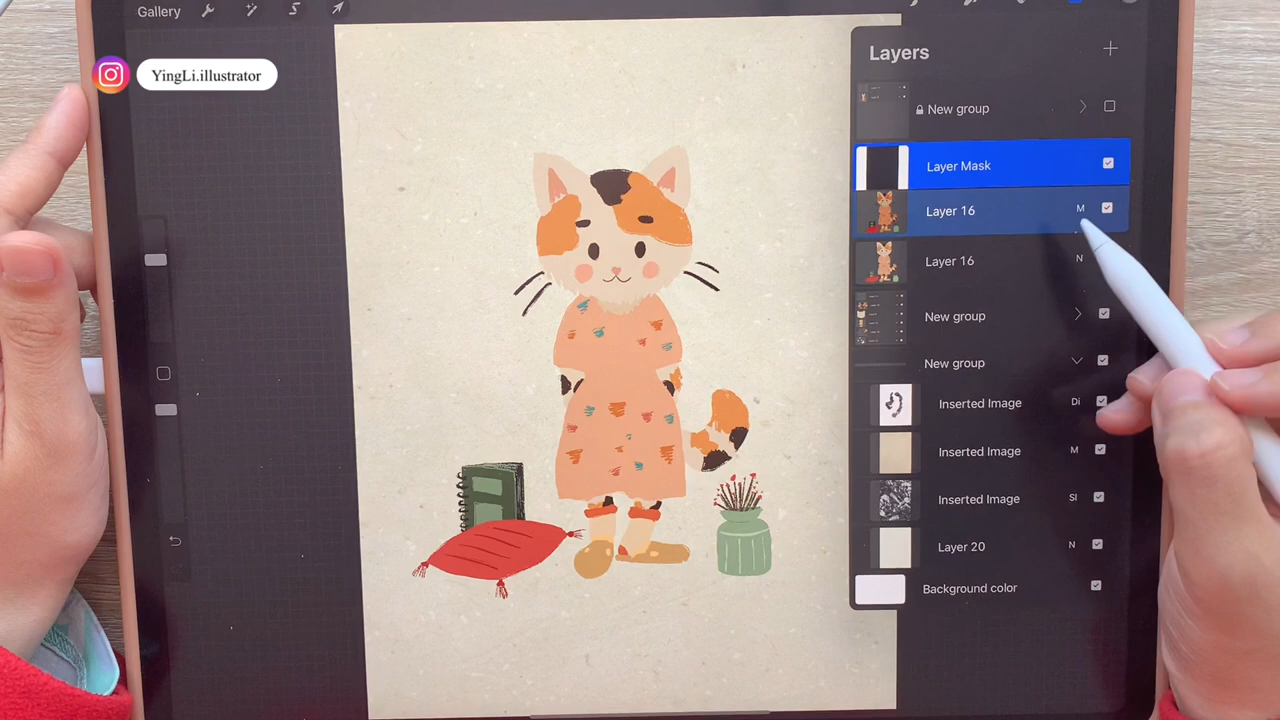 Gallery
YingLi.illustrator
Layers
New group
Layer Mask
Layer 16 M
Layer 16 N
New group
New group
Inserted Image Di
Inserted Image M
Inserted Image Sl
Layer 20 N
Background color